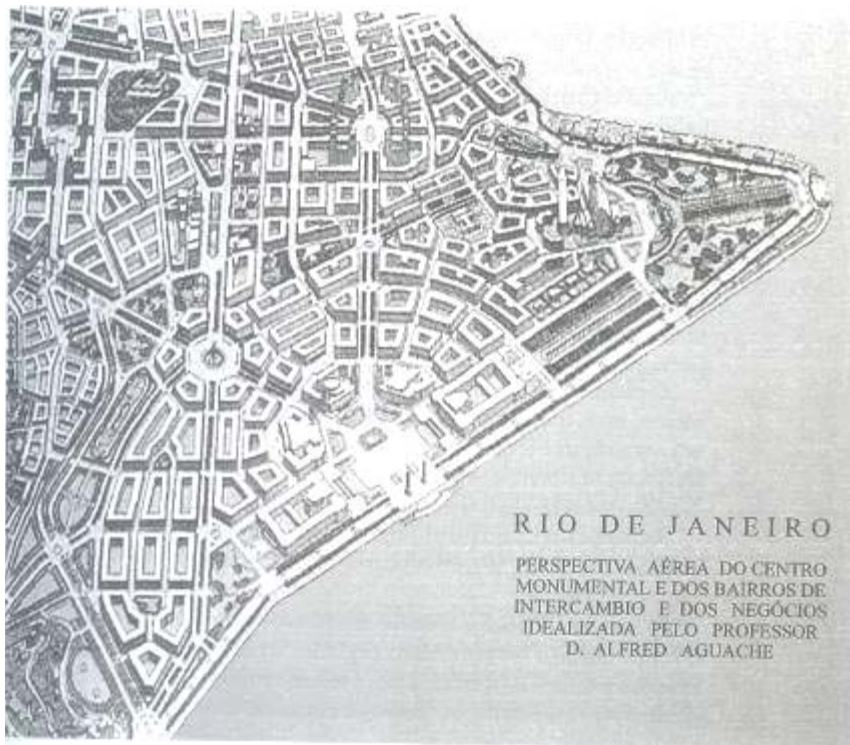 RIO DE JANEIRO
PERSPECTIVA AÉREA DO CENTRO
MONUMENTAL E DOS BAIRROS DE
INTERCAMBIO E DOS NEGÓCIOS
IDEALIZADA PELO PROFESSOR
D. ALFRED AGUACHE